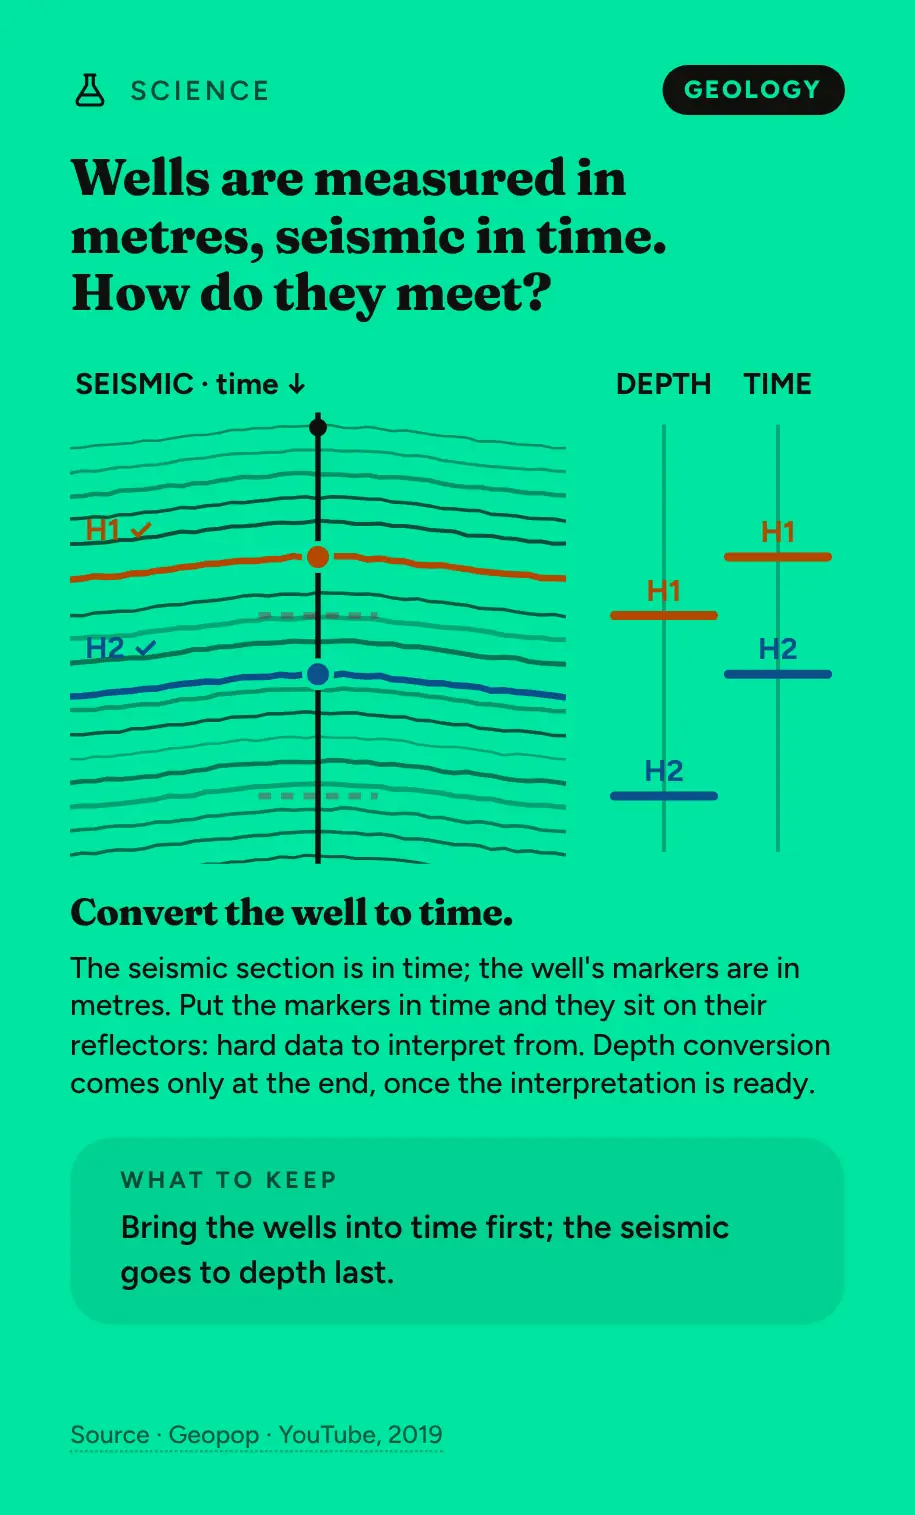 SCIENCE
GEOLOGY
Wells are measured in
metres, seismic in time.
How do they meet?
SEISMIC · time ↓
DEPTH
TIME
H1 ✓
H2 ✓
H1
H2
H1
H2
Convert the well to time.
The seismic section is in time; the well's markers are in
metres. Put the markers in time and they sit on their
reflectors: hard data to interpret from. Depth conversion
comes only at the end, once the interpretation is ready.
WHAT TO KEEP
Bring the wells into time first; the seismic
goes to depth last.
Source · Geopop · YouTube, 2019